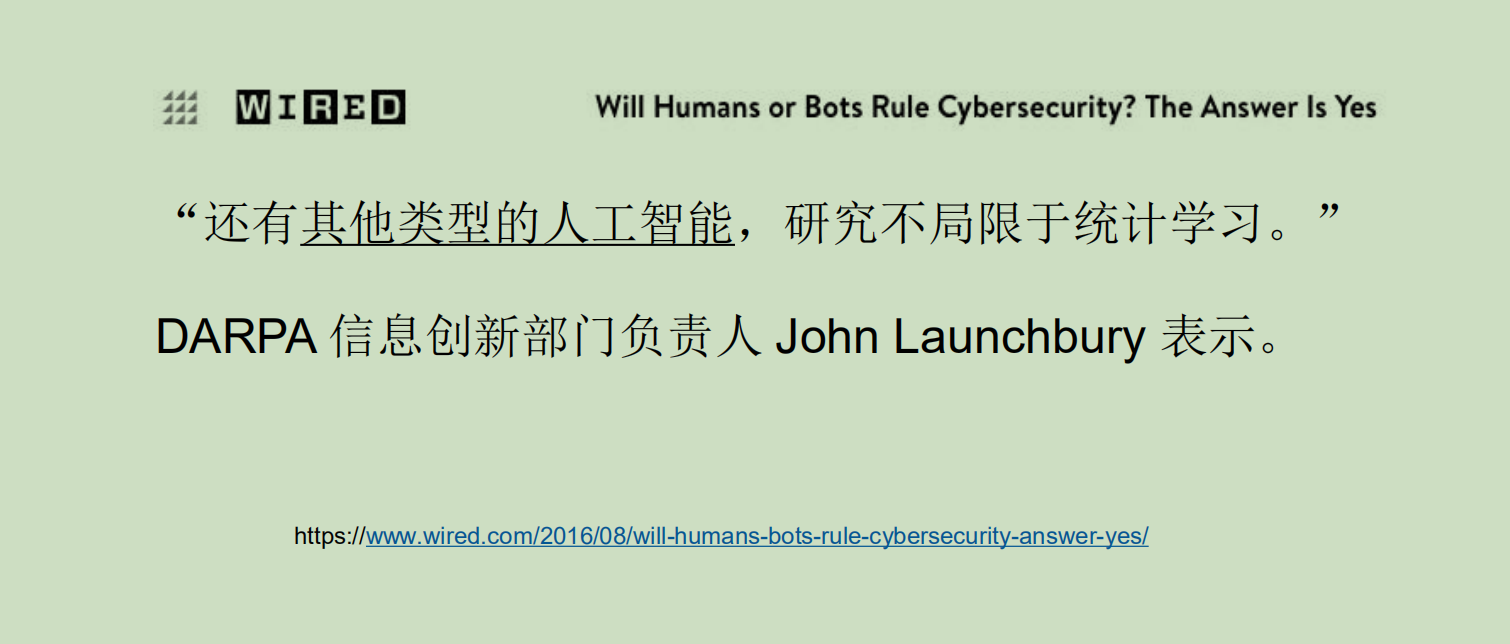 WIRED
Will Humans or Bots Rule Cybersecurity? The Answer Is Yes
“还有其他类型的人工智能，研究不局限于统计学习。”
DARPA 信息创新部门负责人 John Launchbury 表示。
https://www.wired.com/2016/08/will-humans-bots-rule-cybersecurity-answer-yes/